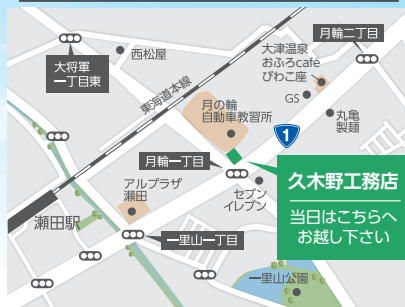 月輪二丁目
大将軍
一丁目東
西松屋
大津温泉
おふろcafé
びわこ座
東海道本線
GS
月の輪
自動車教習所
丸亀
製麺
1
月輪一丁目
久木野工務店
当日はこちらへ
お越し下さい
セブン
イレブン
アルプラザ
瀬田
瀬田駅
一里山一丁目
一里山公園